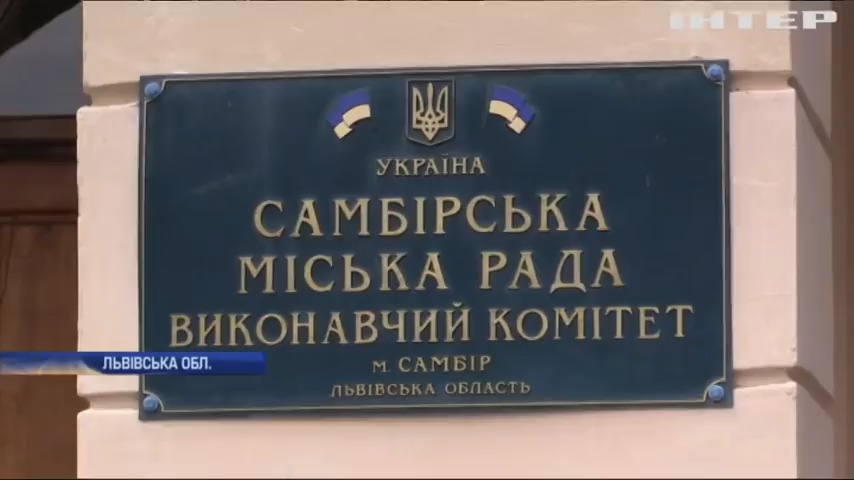 ІНТЕР
УКРАЇНА
САМБІРСЬКА
МІСЬКА РАДА
ВИКОНАВЧИЙ КОМІТЕТ
м. САМБІР
ЛЬВІВСЬКА ОБЛАСТЬ
ЛЬВІВСЬКА ОБЛ.